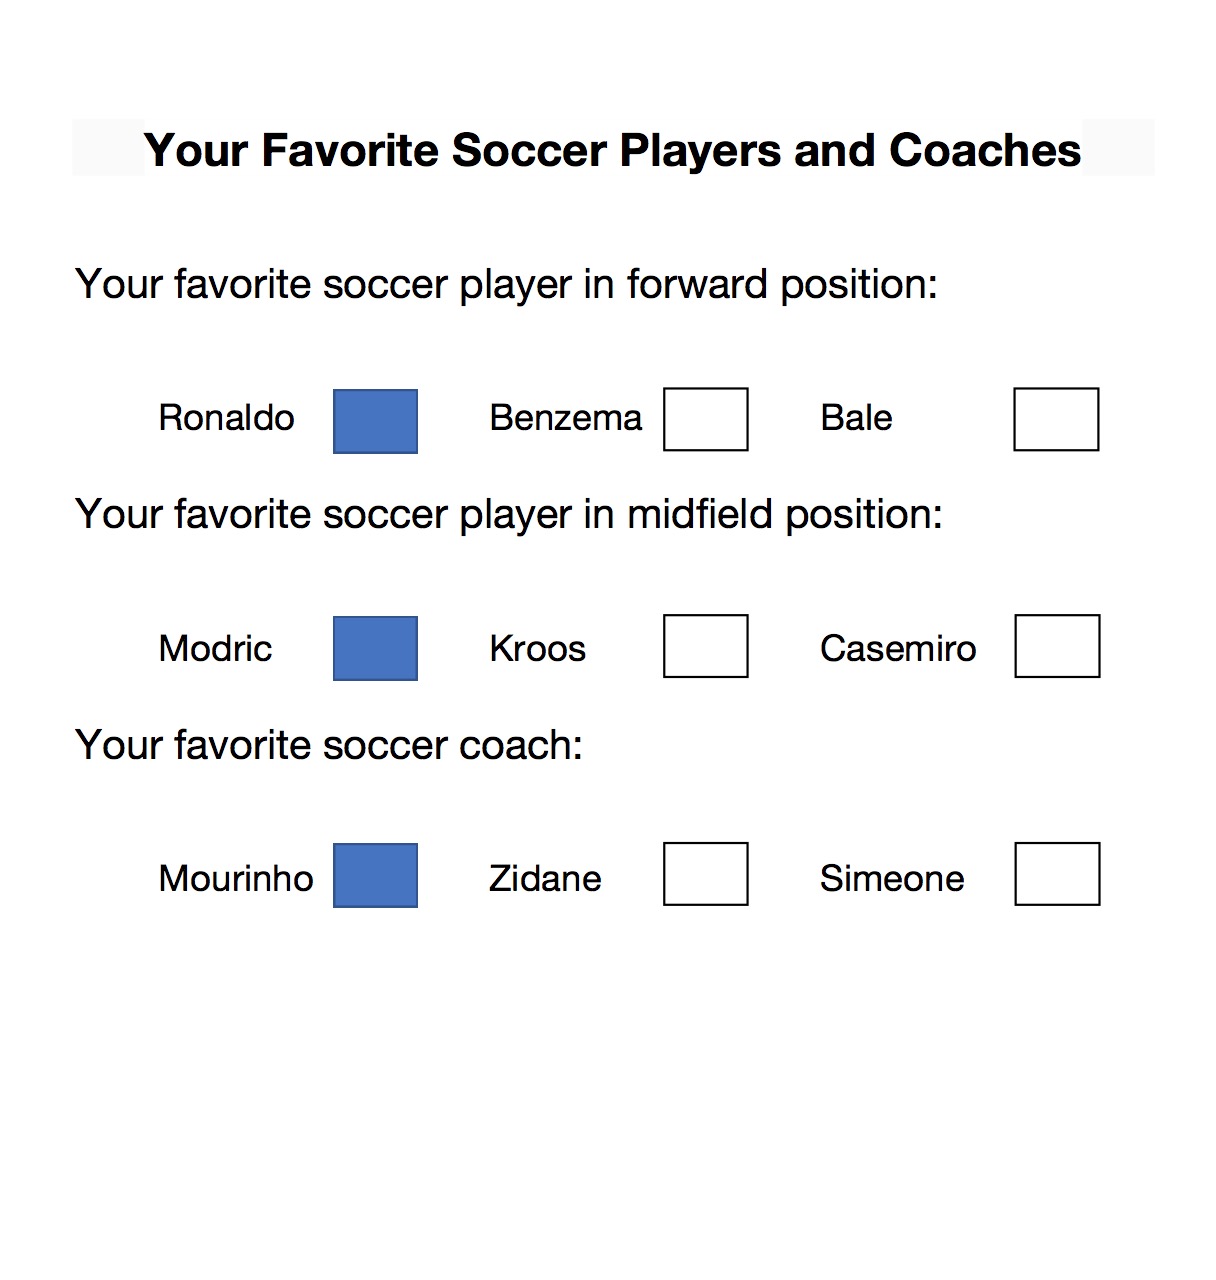 Your Favorite Soccer Players and Coaches
Your favorite soccer player in forward position:
Ronaldo Benzema Bale
Your favorite soccer player in midfield position:
Modric Kroos Casemiro
Your favorite soccer coach:
Mourinho Zidane Simeone